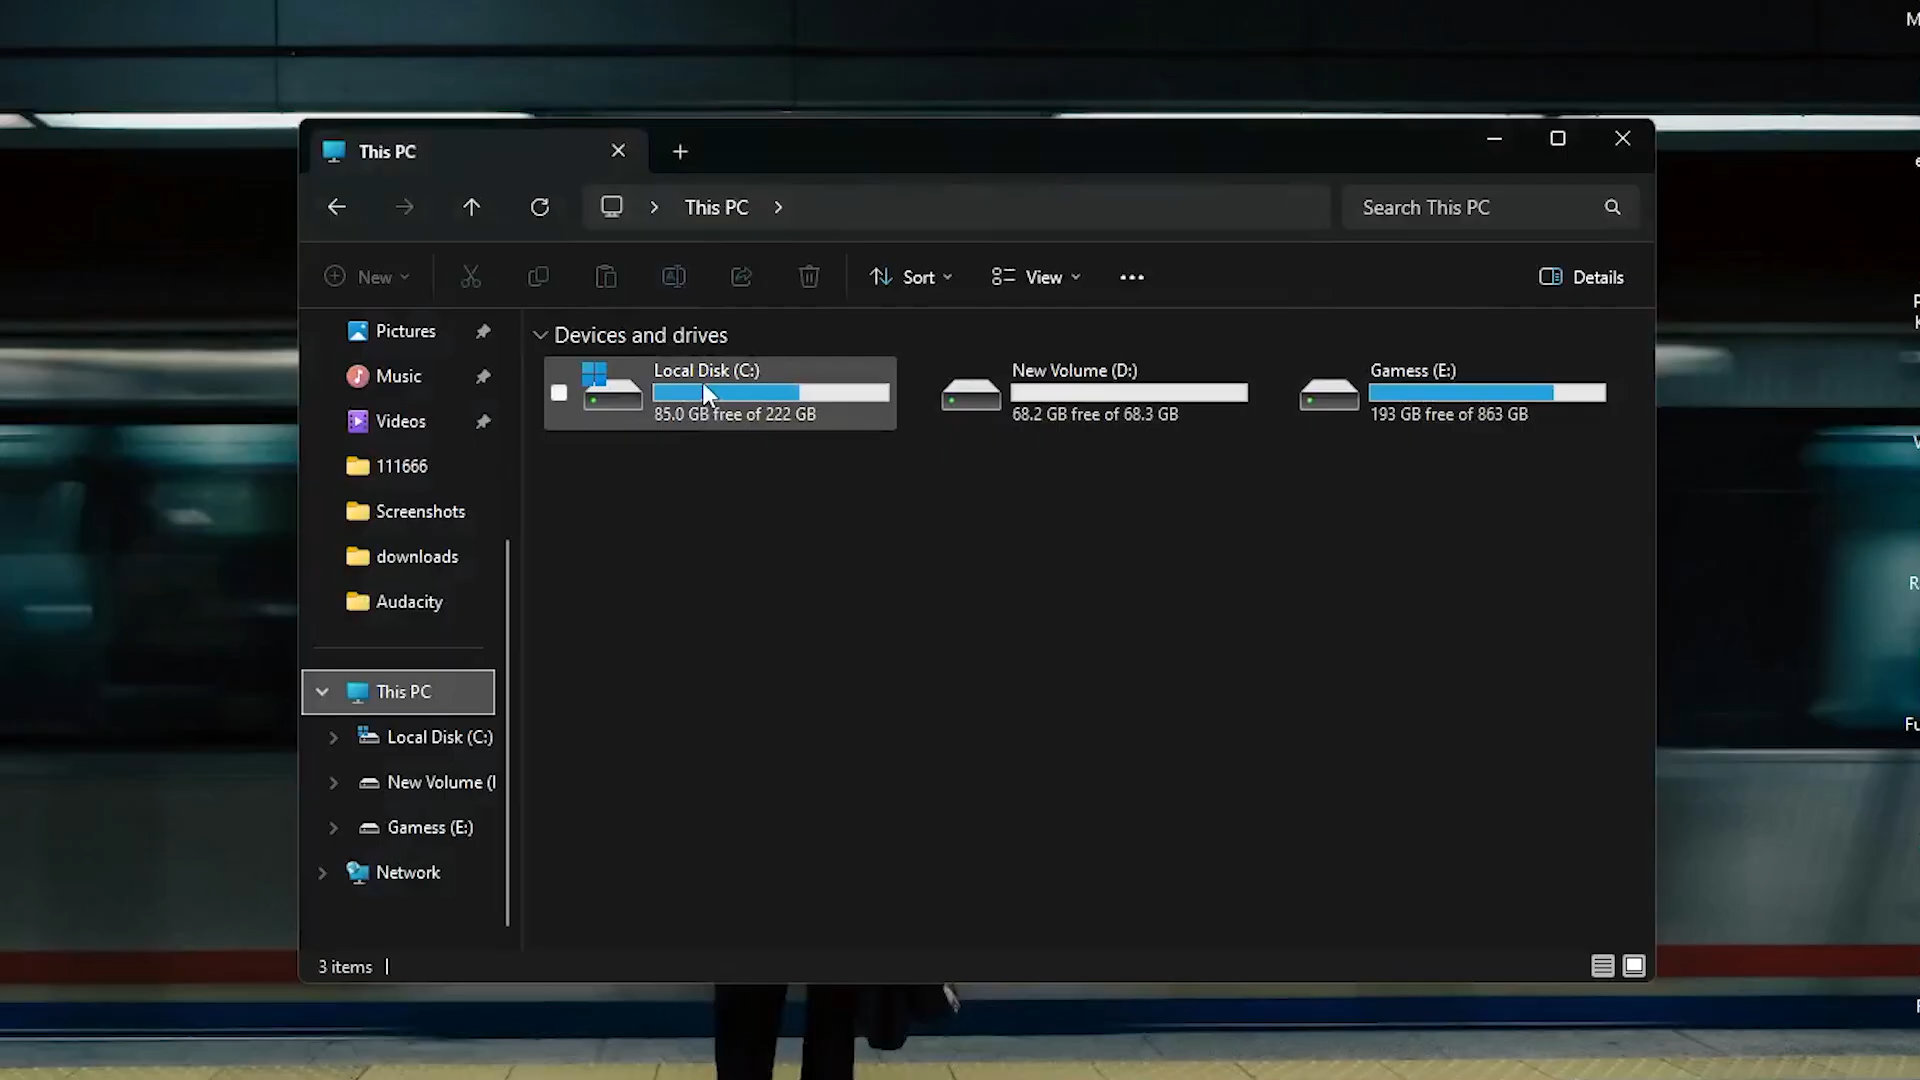 This PC
This PC
Search This PC
New
Sort
View
Details
Pictures
Music
Videos
111666
Screenshots
downloads
Audacity
This PC
Local Disk (C:)
New Volume (
Gamess (E:)
Network
Devices and drives
Local Disk (C:)
85.0 GB free of 222 GB
New Volume (D:)
68.2 GB free of 68.3 GB
Gamess (E:)
193 GB free of 863 GB
3 items
Fu